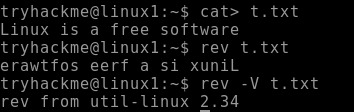 tryhackme@linux1:~$ cat> t.txt
Linux is a free software
tryhackme@linux1:~$ rev t.txt
erawtfos eerf a si xuniL
tryhackme@linux1:~$ rev -V t.txt
rev from util-linux 2.34